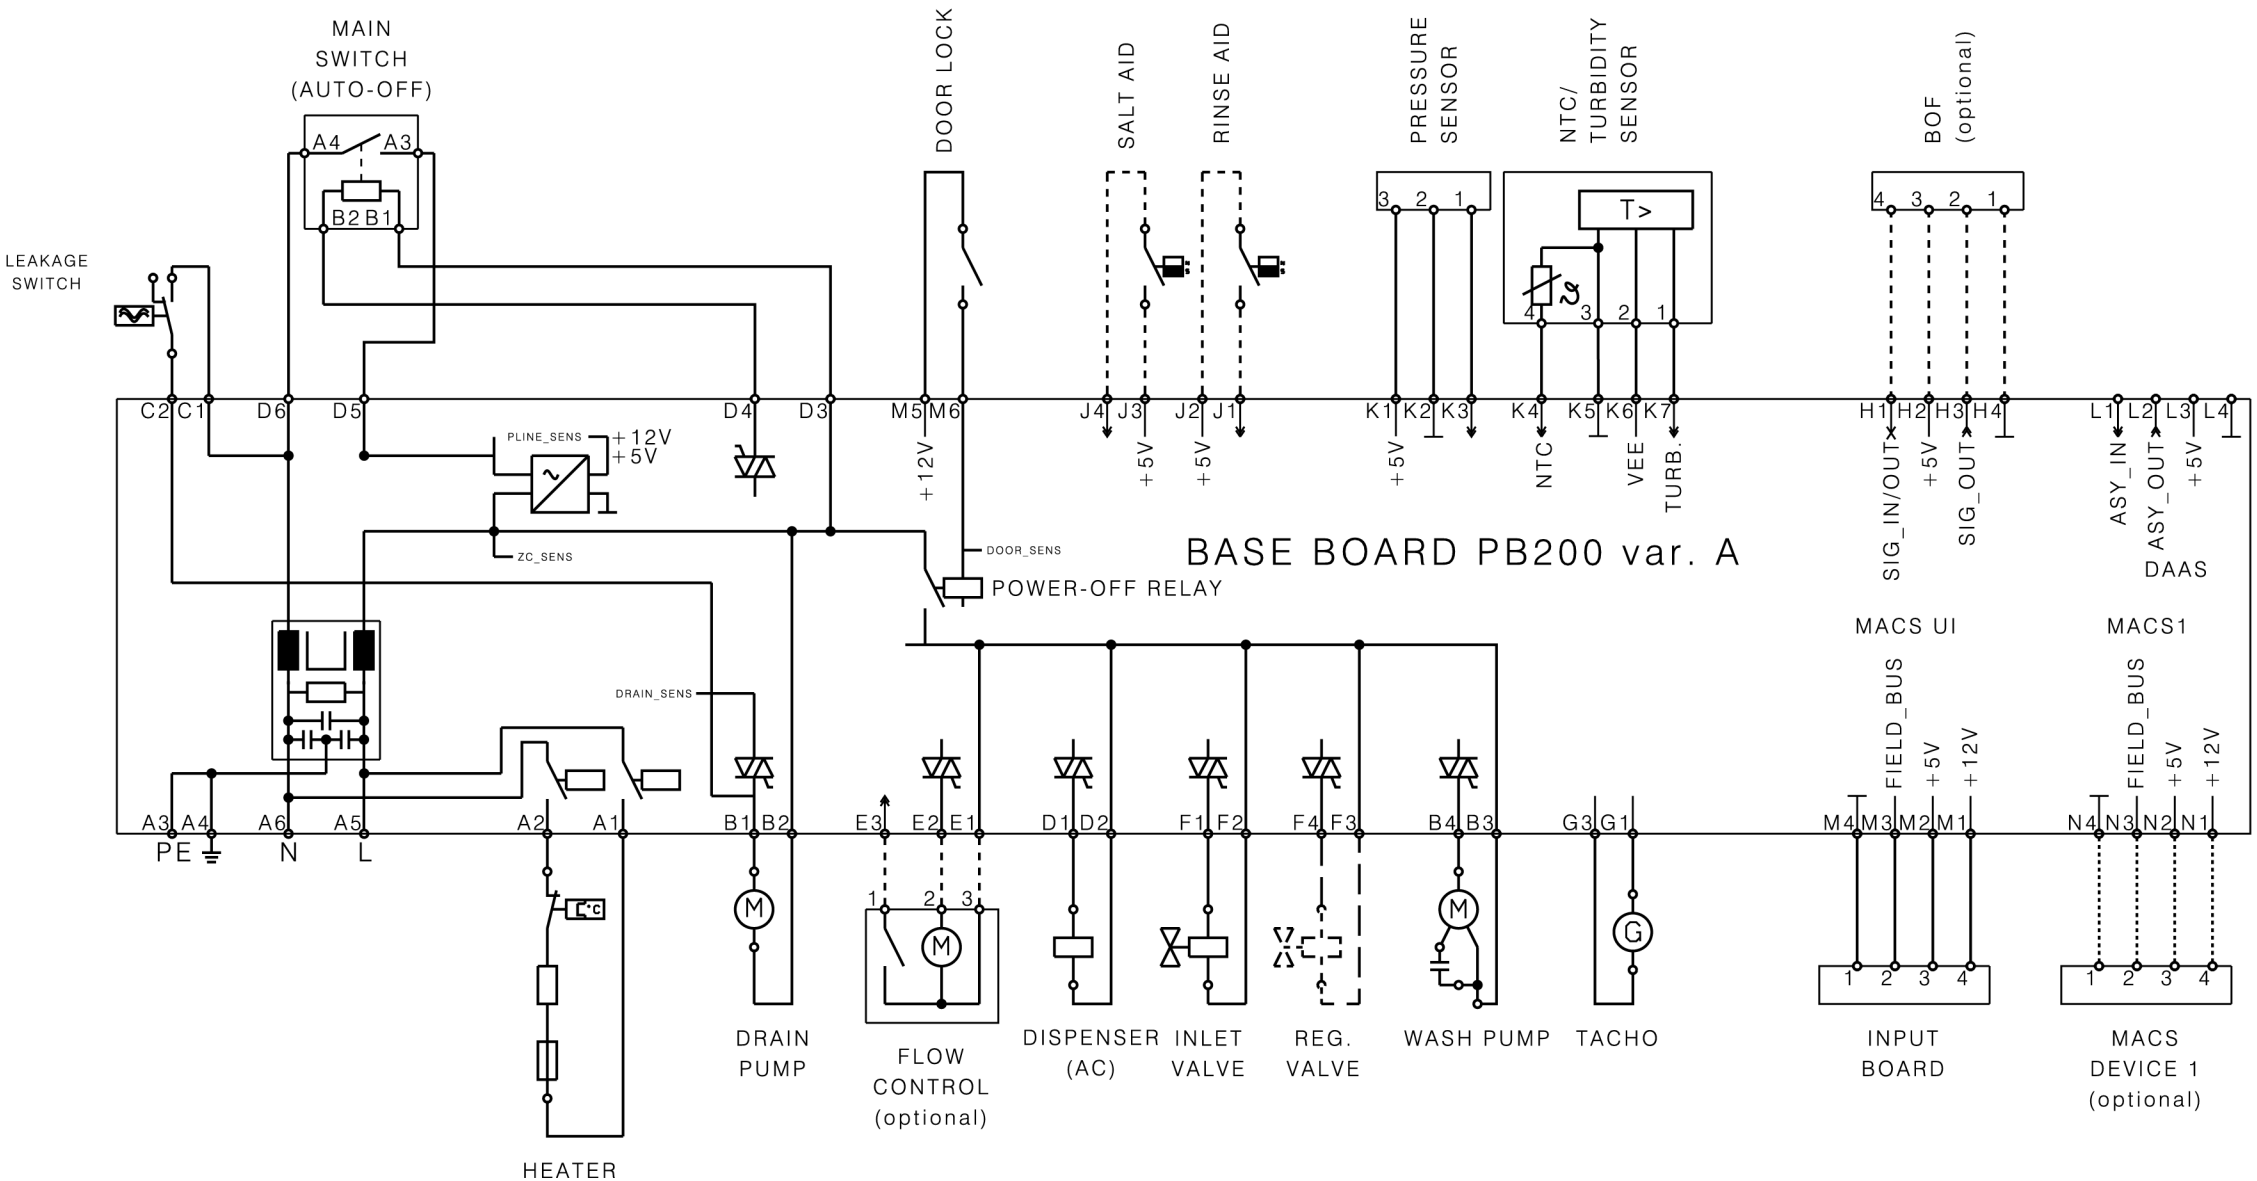 MAIN
SWITCH
(AUTO-OFF)
DOOR LOCK
SALT AID
RINSE AID
PRESSURE
SENSOR
NTC/
TURBIDITY
SENSOR
BOF
(optional)
A4 A3
B2 B1
3 2 1
T>
4 3 2 1
4 3 2 1
LEAKAGE
SWITCH
C2 C1 D6 D5 D4 D3 M5 M6 J4 J3 J2 J1 K1 K2 K3 K4 K5 K6 K7 H1 H2 H3 H4 L1 L2 L3 L4
PLINE_SENS
+12V
+5V
+12V
+5V
+5V
+5V
NTC
VEE
TURB.
SIG_IN/OUT
+5V
SIG_OUT
ASY_IN
ASY_OUT
+5V
DAAS
ZC_SENS
DOOR_SENS
BASE BOARD PB200 var. A
POWER-OFF RELAY
MACS UI
MACS1
DRAIN_SENS
FIELD_BUS
+5V
+12V
FIELD_BUS
+5V
+12V
A3 A4 A6 A5 A2 A1 B1 B2 E3 E2 E1 D1 D2 F1 F2 F4 F3 B4 B3 G3 G1 M4 M3 M2 M1 N4 N3 N2 N1
PE N L
°C
M
1 2 3
M
M
G
1 2 3 4
1 2 3 4
DRAIN
PUMP
FLOW
CONTROL
(optional)
DISPENSER
(AC)
INLET
VALVE
REG.
VALVE
WASH PUMP
TACHO
INPUT
BOARD
MACS
DEVICE 1
(optional)
HEATER